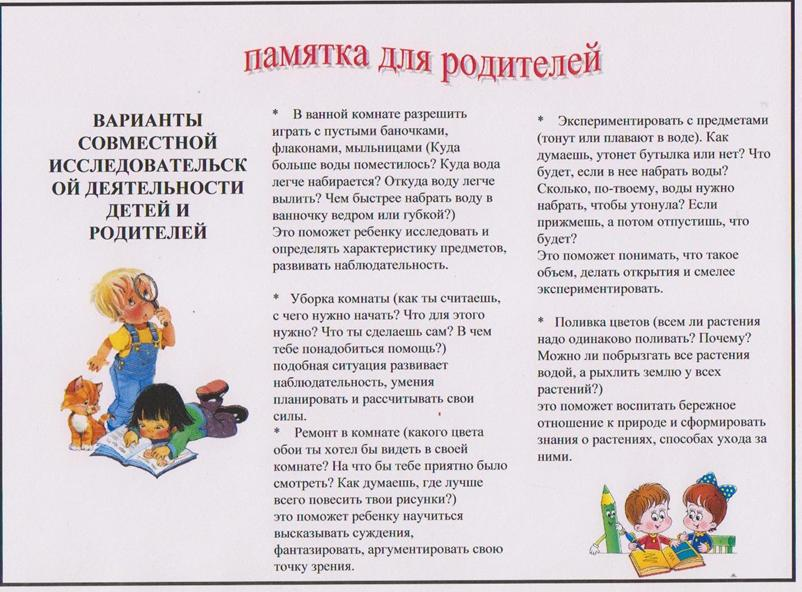 памятка для родителей
ВАРИАНТЫ
СОВМЕСТНОЙ
ИССЛЕДОВАТЕЛЬСК
ОЙ ДЕЯТЕЛЬНОСТИ
ДЕТЕЙ И
РОДИТЕЛЕЙ
* В ванной комнате разрешить
играть с пустыми баночками,
флаконами, мыльницами (Куда
больше воды поместилось? Куда вода
легче набирается? Откуда воду легче
вылить? Чем быстрее набрать воду в
ванночку ведром или губкой?)
Это поможет ребенку исследовать и
определять характеристику предметов,
развивать наблюдательность.
* Уборка комнаты (как ты считаешь,
с чего нужно начать? Что для этого
нужно? Что ты сделаешь сам? В чем
тебе понадобиться помощь?)
подобная ситуация развивает
наблюдательность, умения
планировать и рассчитывать свои
силы.
* Ремонт в комнате (какого цвета
обои ты хотел бы видеть в своей
комнате? На что бы тебе приятно было
смотреть? Как думаешь, где лучше
всего повесить твои рисунки?)
это поможет ребенку научиться
высказывать суждения,
фантазировать, аргументировать свою
точку зрения.
* Экспериментировать с предметами
(тонут или плавают в воде). Как
думаешь, утонет бутылка или нет? Что
будет, если в нее набрать воды?
Сколько, по-твоему, воды нужно
набрать, чтобы утонула? Если
прижмешь, а потом отпустишь, что
будет?
Это поможет понимать, что такое
объем, делать открытия и смелее
экспериментировать.
* Поливка цветов (всем ли растения
надо одинаково поливать? Почему?
Можно ли побрызгать все растения
водой, а рыхлить землю у всех
растений?)
это поможет воспитать бережное
отношение к природе и сформировать
знания о растениях, способах ухода за
ними.